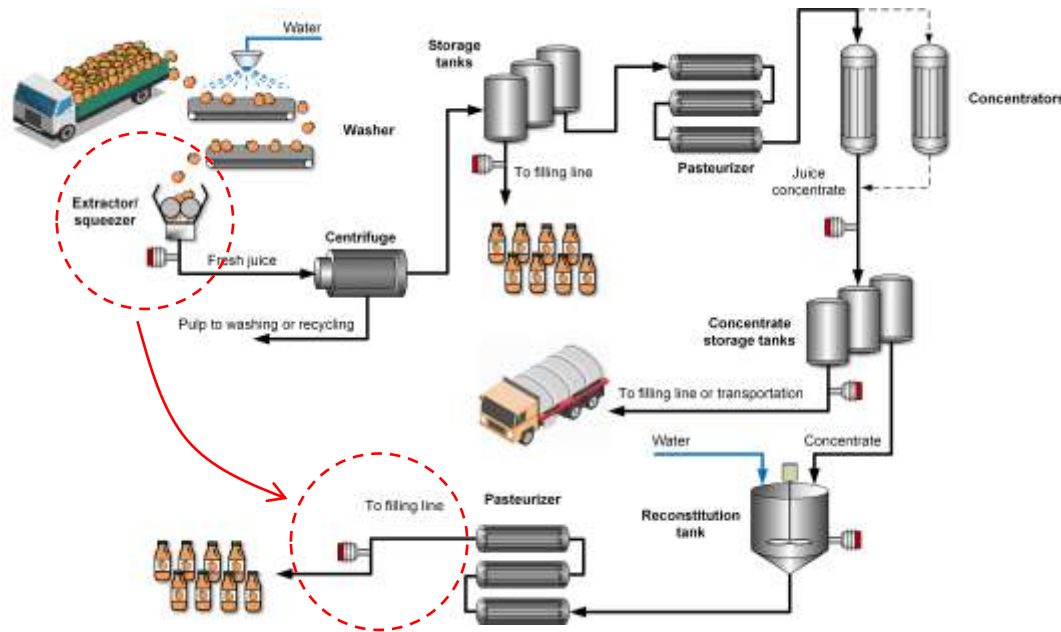 Water
Storage
tanks
Washer
Concentrators
Pasteurizer
To filling line
Juice
concentrate
Extractor/
squeezer
Centrifuge
Fresh juice
Pulp to washing or recycling
Concentrate
storage tanks
To filling line or transportation
Water
Concentrate
To filling line
Pasteurizer
Reconstitution
tank